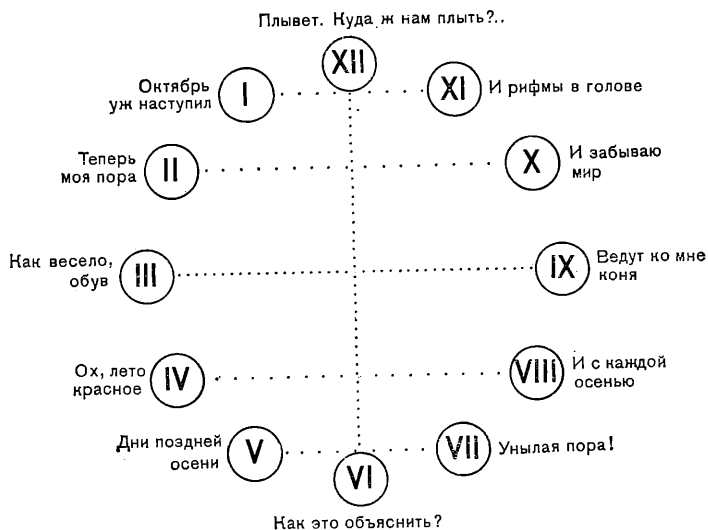 Плывет. Куда ж нам плыть?..
XII
Октябрь
уж наступил
I
XI
И рифмы в голове
Теперь
моя пора
II
X
И забываю
мир
Как весело,
обув
III
IX
Ведут ко мне
коня
Ох, лето
красное
IV
VIII
И с каждой
осенью
Дни поздней
осени
V
VII
Унылая пора!
VI
Как это объяснить?